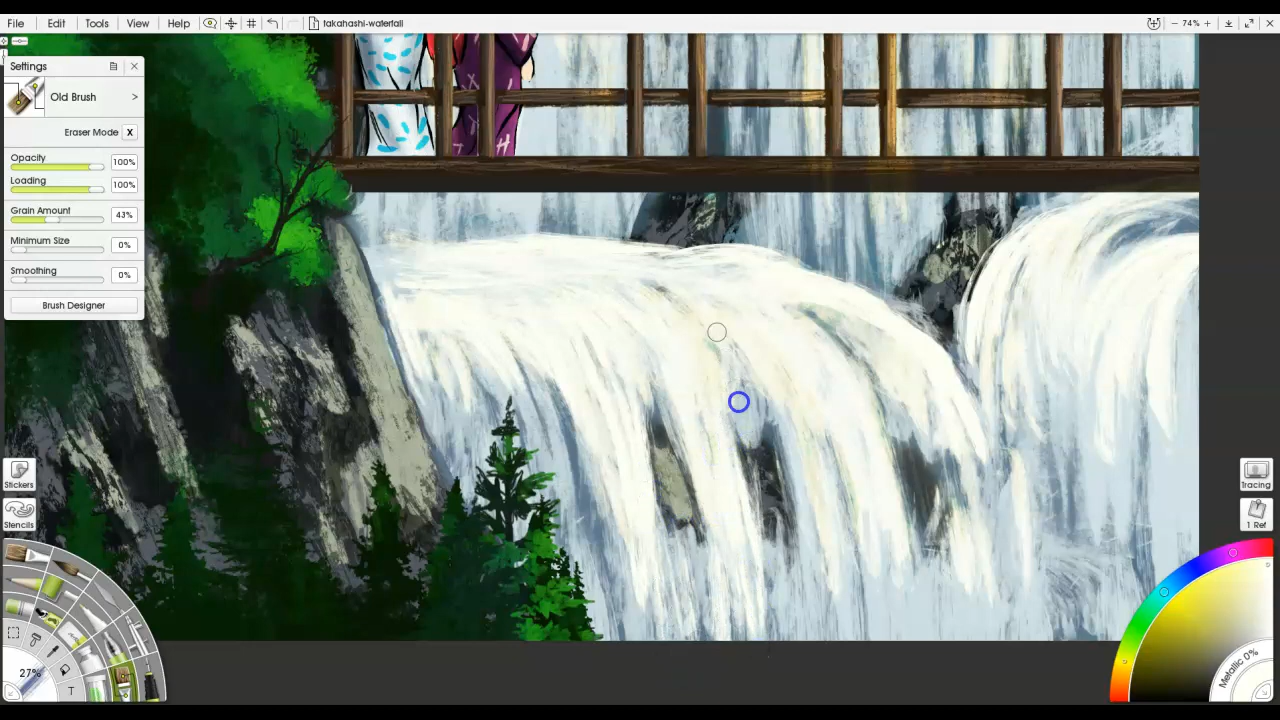 File Edit Tools View Help takahashi-waterfall 74%
Settings
Old Brush >
Eraser Mode X
Opacity 100%
Loading 100%
Grain Amount 43%
Minimum Size 0%
Smoothing 0%
Brush Designer
Stickers
Tracing
Stencils
1 Ref
27%
T
Metallic 0%